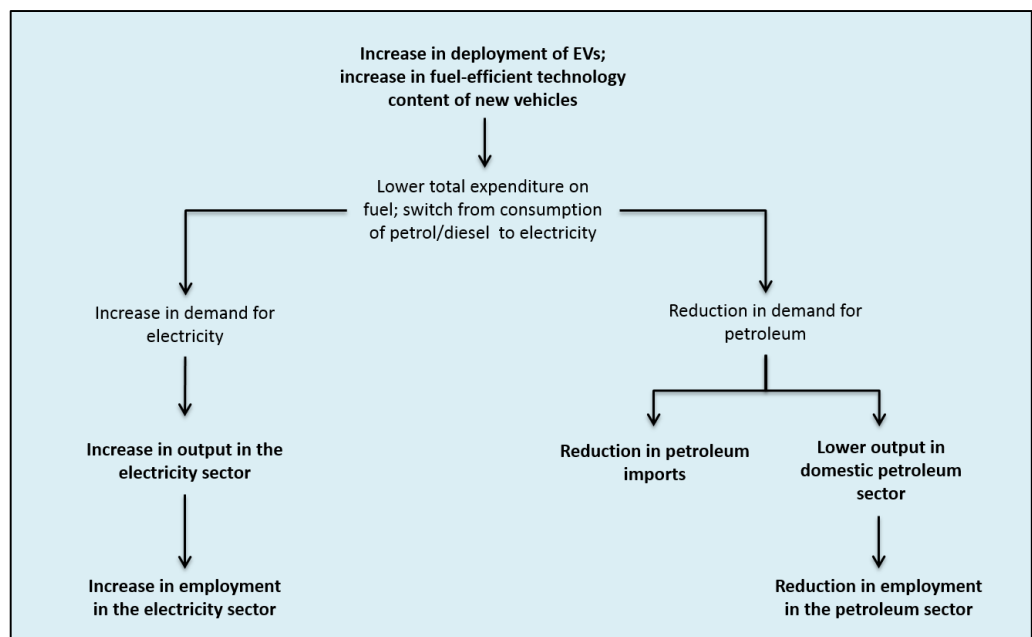 Increase in deployment of EVs;
increase in fuel-efficient technology
content of new vehicles
Lower total expenditure on
fuel; switch from consumption
of petrol/diesel to electricity
Increase in demand for
electricity
Reduction in demand for
petroleum
Increase in output in the
electricity sector
Reduction in petroleum
imports
Lower output in
domestic petroleum
sector
Increase in employment
in the electricity sector
Reduction in employment
in the petroleum sector